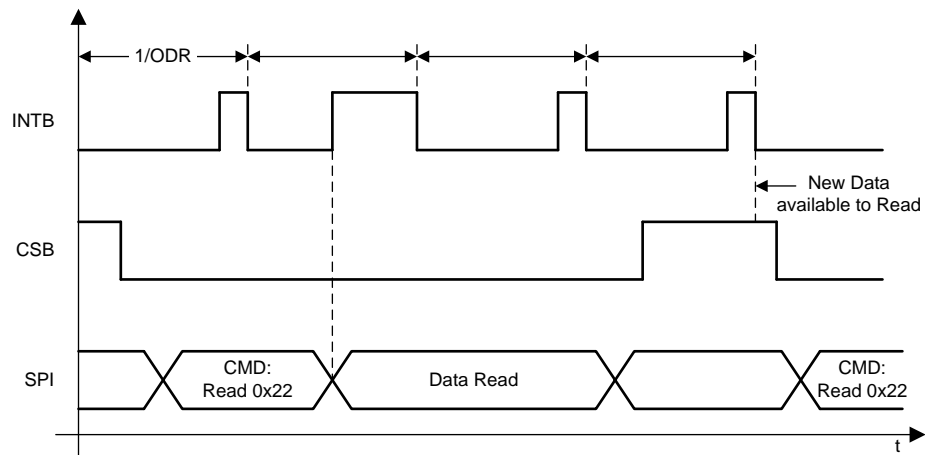 1/ODR
INTB
New Data
available to Read
CSB
SPI
CMD:
Read 0x22
Data Read
CMD:
Read 0x22
t